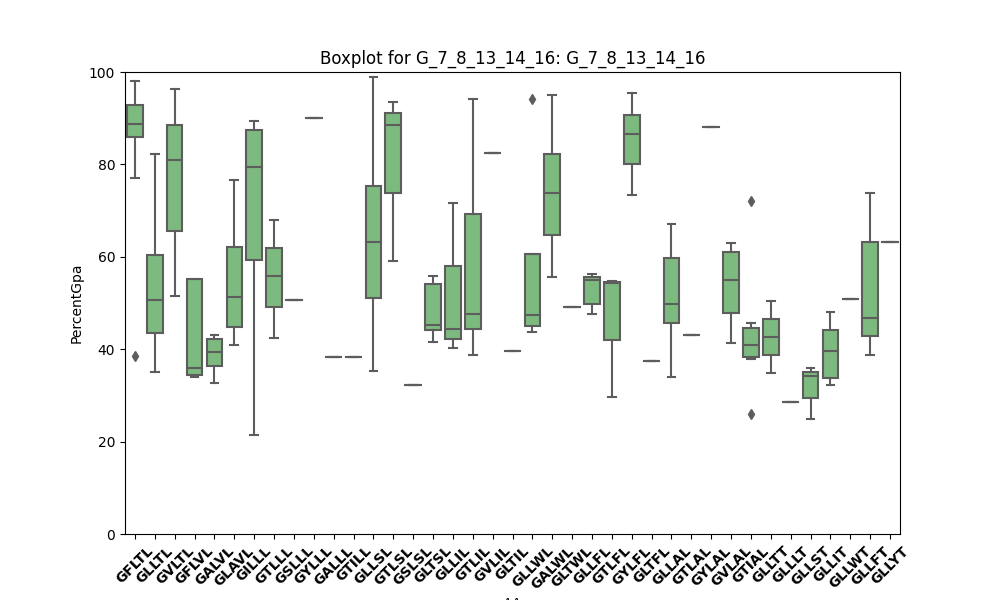 Boxplot for G_7_8_13_14_16: G_7_8_13_14_16
PercentGpa
100
80
60
40
20
0
GFLTL
GLLTL
GVLTL
GFLVL
GALVL
GLAVL
GILLL
GTLLL
GSLLL
GYLLL
GALLL
GTILL
GLLSL
GTLSL
GSLSL
GLTSL
GLLIL
GTLIL
GVLIL
GLTIL
GLLWL
GALWL
GLTWL
GLLFL
GTLFL
GYLFL
GLTFL
GLLAL
GTLAL
GYLAL
GVLAL
GTIAL
GLLTT
GLLLT
GLLST
GLLIT
GLLWT
GLLFT
GLLYT